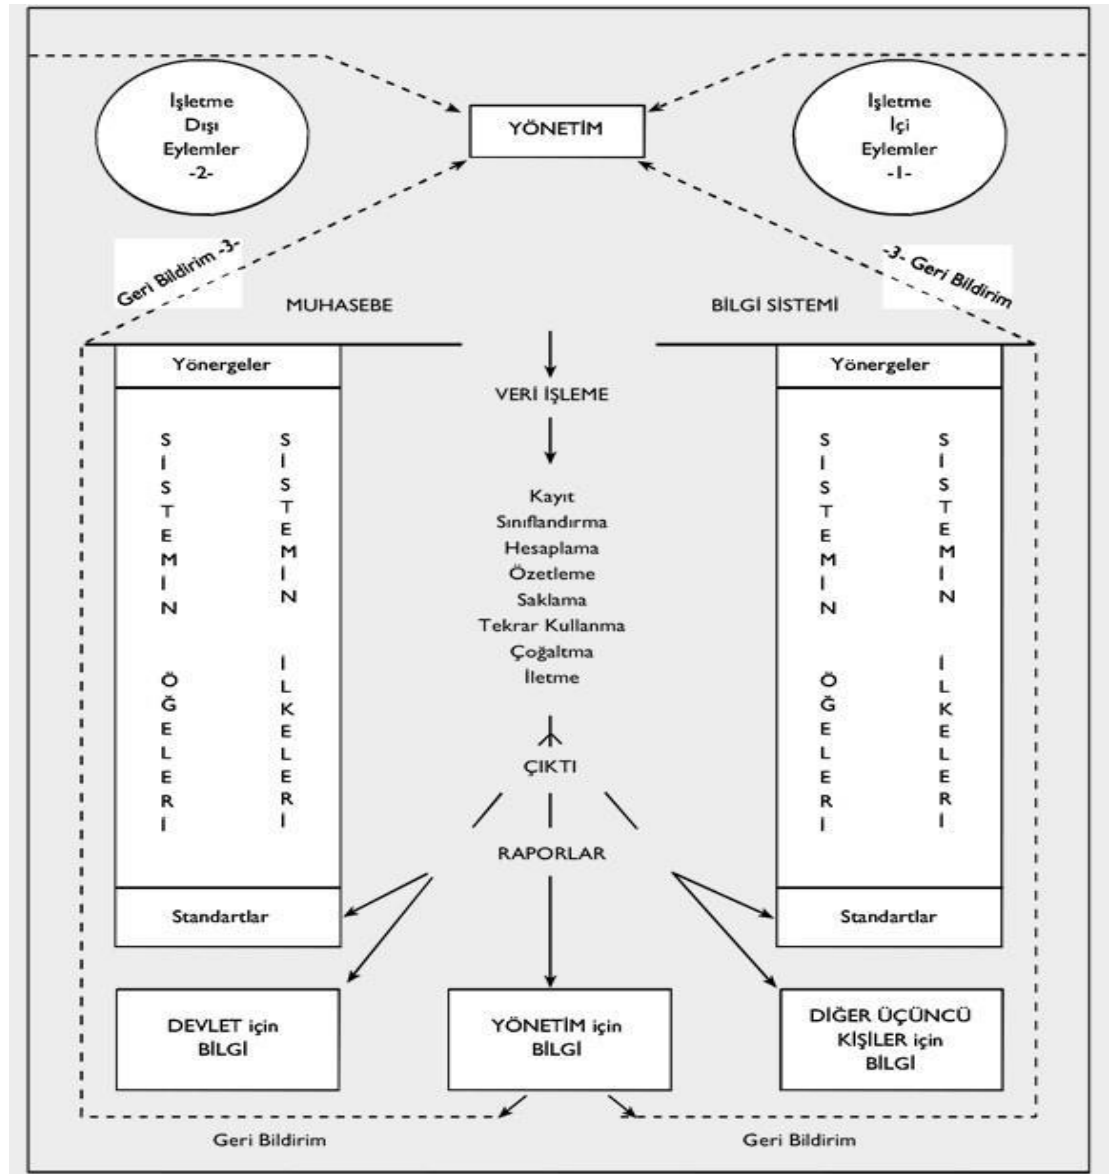 İşletme
Dışı
Eylemler
-2-
YÖNETİM
İşletme
İçi
Eylemler
-1-
Geri Bildirim -3-
-3- Geri Bildirim
MUHASEBE
BİLGİ SİSTEMİ
Yönergeler
SİSTEMİN ÖĞELERİ
SİSTEMİN İLKELERİ
Standartlar
VERİ İŞLEME
Kayıt
Sınıflandırma
Hesaplama
Özetleme
Saklama
Tekrar Kullanma
Çoğaltma
İletme
ÇIKTI
RAPORLAR
Yönergeler
SİSTEMİN ÖĞELERİ
SİSTEMİN İLKELERİ
Standartlar
DEVLET için
BİLGİ
YÖNETİM için
BİLGİ
DİĞER ÜÇÜNCÜ
KİŞİLER için
BİLGİ
Geri Bildirim
Geri Bildirim